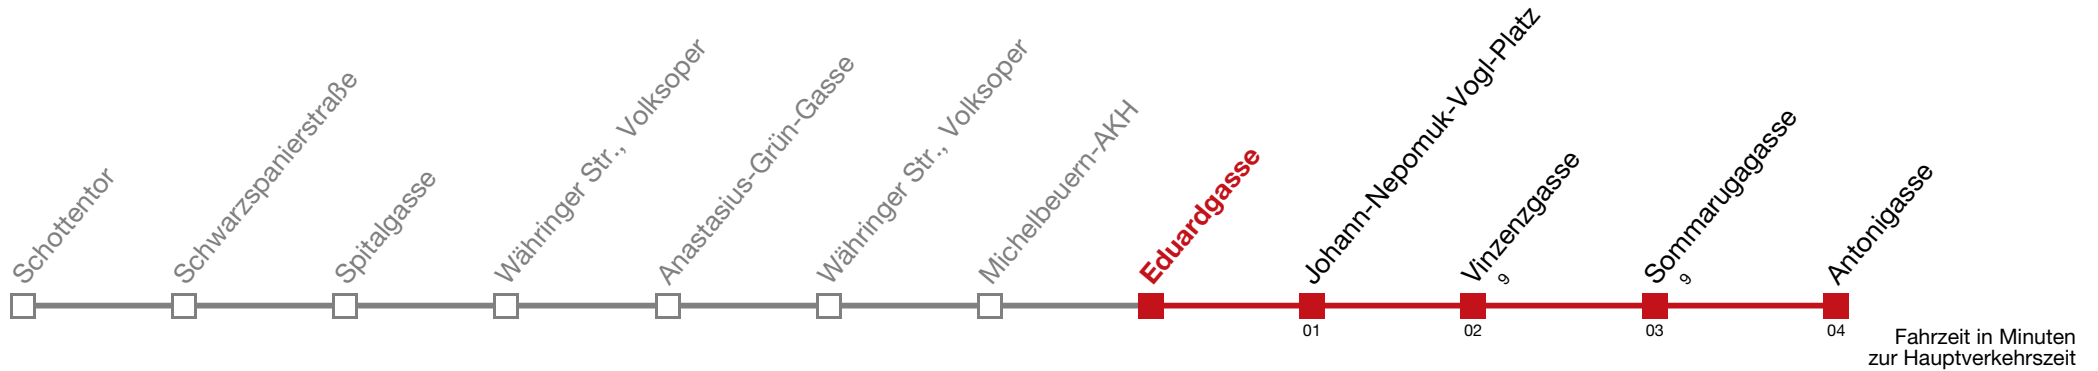 Schottentor
Schwarzspanierstraße
Spitalgasse
Währinger Str., Volksoper
Anastasius-Grün-Gasse
Währinger Str., Volksoper
Michelbeuern-AKH
Eduardgasse
Johann-Nepomuk-Vogl-Platz
Vinzenzgasse
9
Sommarugagasse
9
Antonigasse
01
02
03
04
Fahrzeit in Minuten
zur Hauptverkehrszeit